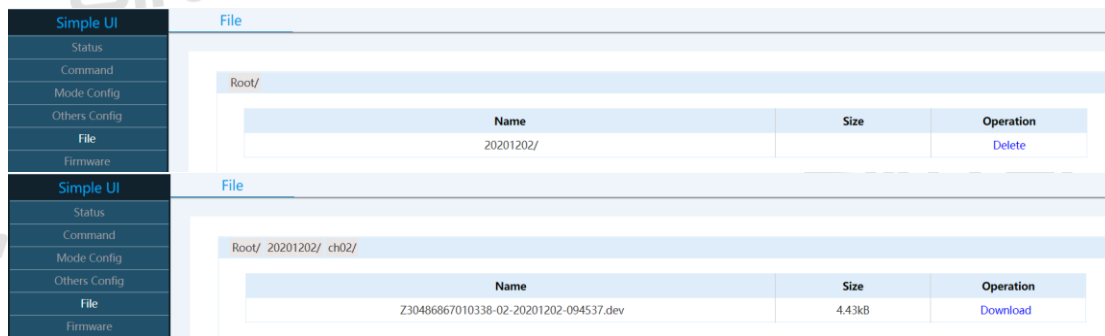 Simple UI File
Status
Command
Root/
Mode Config
Others Config
Name Size Operation
File
20201202/ Delete
Firmware
Simple UI File
Status
Command
Root/ 20201202/ ch02/
Mode Config
Others Config
Name Size Operation
File
Z30486867010338-02-20201202-094537.dev 4.43kB Download
Firmware